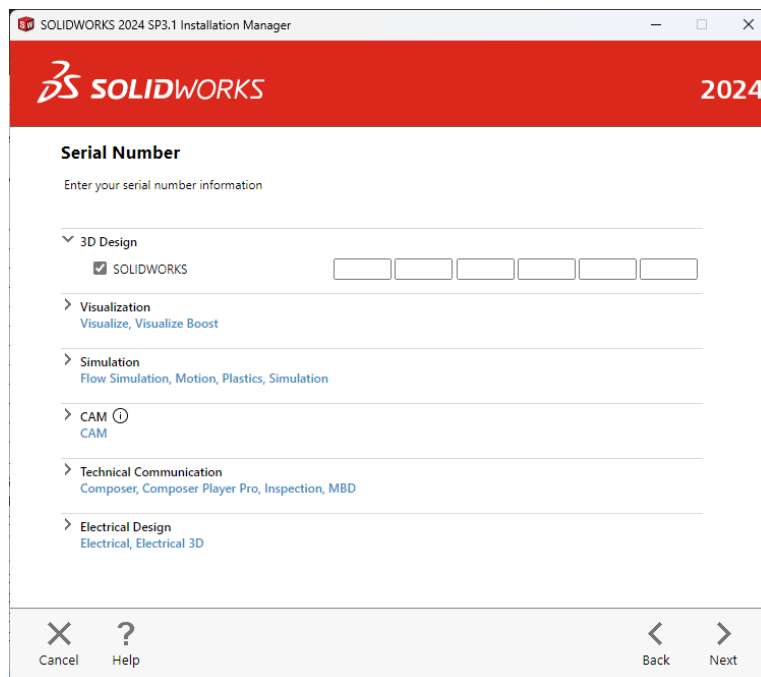 SOLIDWORKS 2024 SP3.1 Installation Manager
SOLIDWORKS
2024
Serial Number
Enter your serial number information
3D Design
SOLIDWORKS
Visualization
Visualize, Visualize Boost
Simulation
Flow Simulation, Motion, Plastics, Simulation
CAM
CAM
Technical Communication
Composer, Composer Player Pro, Inspection, MBD
Electrical Design
Electrical, Electrical 3D
Cancel
Help
Back
Next